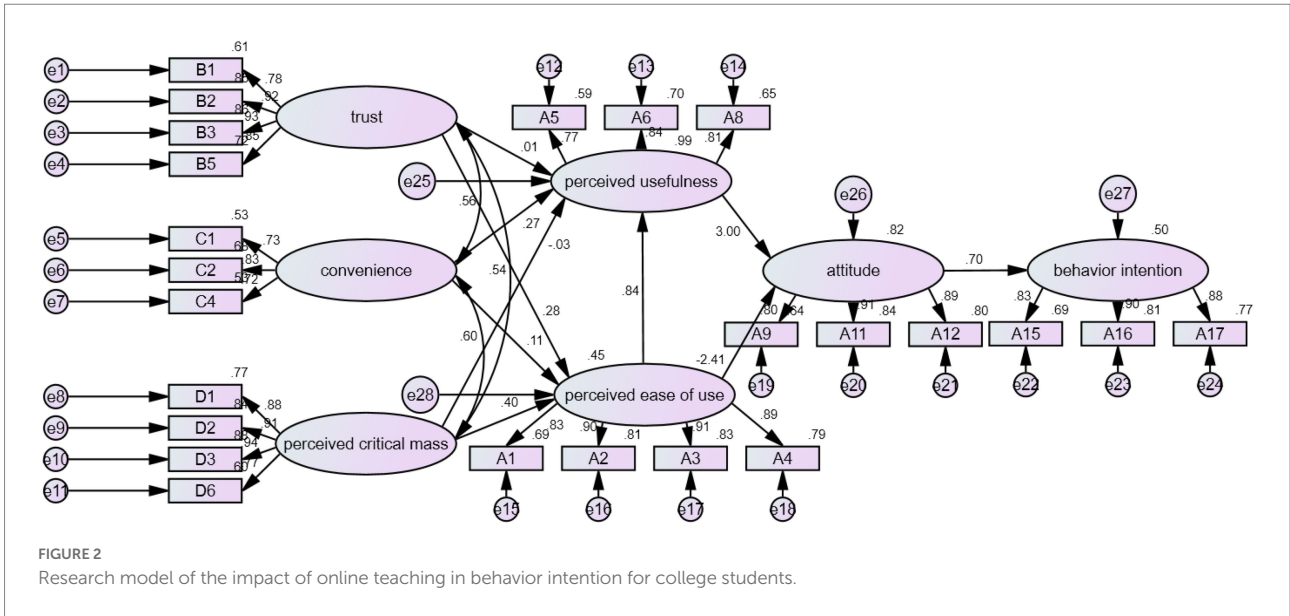 .61
e1 B1 .78
e2 B2 .92
e3 B3 .93
e4 B5 .85
.72
trust
.53
e5 C1 .73
e6 C2 .83
e7 C4 .72
convenience
.77
e8 D1 .88
e9 D2 .91
e10 D3 .94
e11 D6
.60
perceived critical mass
e12 e13 e14
.59 .70 .65
A5 A6 A8
.77 .84 .99 .81
e25 perceived usefulness
.01
.56
.27
-.03
.54
.28
.60
.11
.84
3.00
-2.41
.45
e28 perceived ease of use
.40
.83 .90 .91 .89
.69 .81 .83 .79
A1 A2 A3 A4
e15 e16 e17 e18
e26 .82
attitude
.70
.80 .64 .91 .84 .89 .80
A9 A11 A12
e19 e20 e21
e27 .50
behavior intention
.83 .69 .90 .81 .88 .77
A15 A16 A17
e22 e23 e24
FIGURE 2
Research model of the impact of online teaching in behavior intention for college students.